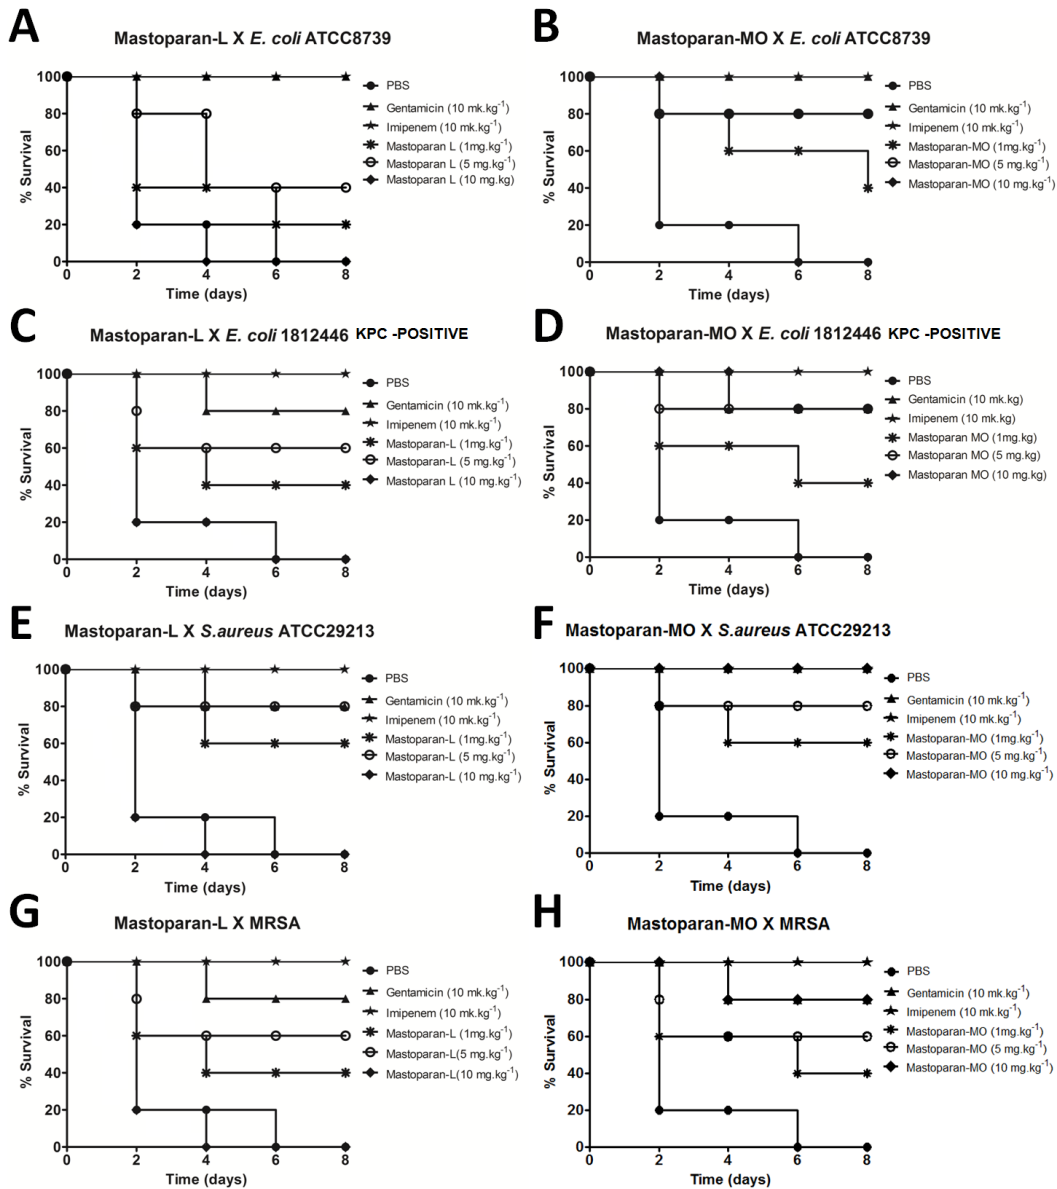 A
Mastoparan-L X E. coli ATCC8739
% Survival
100
80
60
40
20
0
0 2 4 6 8
Time (days)
PBS
Gentamicin (10 mk.kg-1)
Imipenem (10 mk.kg-1)
Mastoparan L (1mg.kg-1)
Mastoparan L (5 mg.kg-1)
Mastoparan L (10 mg.kg)
B
Mastoparan-MO X E. coli ATCC8739
% Survival
100
80
60
40
20
0
0 2 4 6 8
Time (days)
PBS
Gentamicin (10 mk.kg-1)
Imipenem (10 mk.kg-1)
Mastoparan-MO (1mg.kg-1)
Mastoparan-MO (5 mg.kg-1)
Mastoparan-MO (10 mg.kg-1)
C
Mastoparan-L X E. coli 1812446 KPC -POSITIVE
% Survival
100
80
60
40
20
0
0 2 4 6 8
Time (days)
PBS
Gentamicin (10 mk.kg-1)
Imipenem (10 mk.kg-1)
Mastoparan-L (1mg.kg-1)
Mastoparan-L (5 mg.kg-1)
Mastoparan L (10 mg.kg-1)
D
Mastoparan-MO X E. coli 1812446 KPC -POSITIVE
% Survival
100
80
60
40
20
0
0 2 4 6 8
Time (days)
PBS
Gentamicin (10 mk.kg)
Imipenem (10 mk.kg)
Mastoparan MO (1mg.kg)
Mastoparan MO (5 mg.kg)
Mastoparan MO (10 mg.kg)
E
Mastoparan-L X S.aureus ATCC29213
% Survival
100
80
60
40
20
0
0 2 4 6 8
Time (days)
PBS
Gentamicin (10 mk.kg-1)
Imipenem (10 mk.kg-1)
Mastoparan-L (1mg.kg-1)
Mastoparan-L (5 mg.kg-1)
Mastoparan-L (10 mg.kg-1)
F
Mastoparan-MO X S.aureus ATCC29213
% Survival
100
80
60
40
20
0
0 2 4 6 8
Time (days)
PBS
Gentamicin (10 mk.kg-1)
Imipenem (10 mk.kg-1)
Mastoparan-MO (1mg.kg-1)
Mastoparan-MO (5 mg.kg-1)
Mastoparan-MO (10 mg.kg-1)
G
Mastoparan-L X MRSA
% Survival
100
80
60
40
20
0
0 2 4 6 8
Time (days)
PBS
Gentamicin (10 mk.kg-1)
Imipenem (10 mk.kg-1)
Mastoparan-L (1mg.kg-1)
Mastoparan-L(5 mg.kg-1)
Mastoparan-L(10 mg.kg-1)
H
Mastoparan-MO X MRSA
% Survival
100
80
60
40
20
0
0 2 4 6 8
Time (days)
PBS
Gentamicin (10 mk.kg-1)
Imipenem (10 mk.kg-1)
Mastoparan-MO (1mg.kg-1)
Mastoparan-MO (5 mg.kg-1)
Mastoparan-MO (10 mg.kg-1)